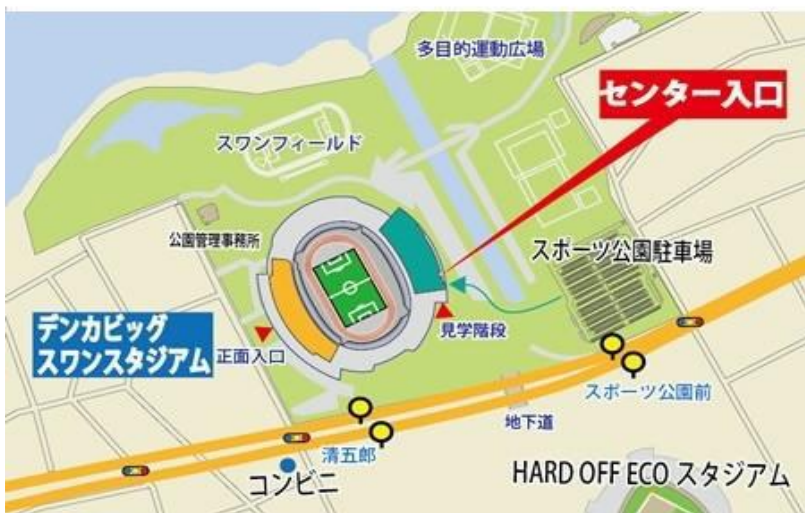 多目的運動広場
センター入口
スワンフィールド
公園管理事務所
スポーツ公園駐車場
デンカビッグ
スワンスタジアム
正面入口
見学階段
スポーツ公園前
地下道
清五郎
コンビニ
HARD OFF ECO スタジアム